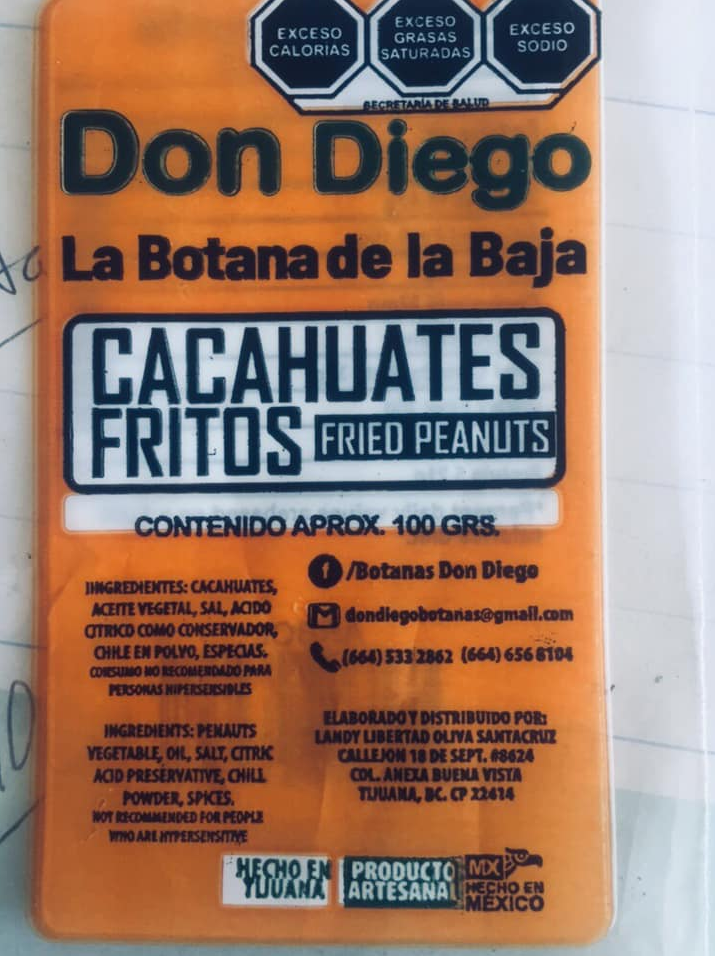 EXCESO
CALORÍAS
EXCESO
GRASAS
SATURADAS
EXCESO
SODIO
SECRETARÍA DE SALUD
Don Diego
La Botana de la Baja
CACAHUATES
FRITOS FRIED PEANUTS
CONTENIDO APROX. 100 GRS.
INGREDIENTES: CACAHUATES,
ACEITE VEGETAL, SAL, ACIDO
CITRICO COMO CONSERVADOR,
CHILE EN POLVO, ESPECIAS.
CONSUMO NO RECOMENDADO PARA
PERSONAS HIPERSENSIBLES
INGREDIENTS: PENAUTS
VEGETABLE, OIL, SALT, CITRIC
ACID PRESERVATIVE, CHILL
POWDER, SPICES.
NOT RECOMMENDED FOR PEOPLE
WHO ARE HYPERSENSITIVE
/Botanas Don Diego
dondiegobotanas@gmail.com
(664) 533 2862 (664) 656 8104
ELABORADO Y DISTRIBUIDO POR:
LANDY LIBERTAD OLIVA SANTACRUZ
CALLEJON 18 DE SEPT. #8624
COL. ANEXA BUENA VISTA
TIJUANA, BC. CP 22414
HECHO EN
TIJUANA
PRODUCTO
ARTESANAL
MX
HECHO EN
MÉXICO